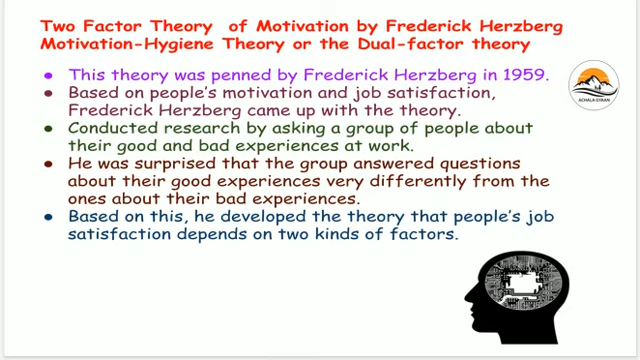 Two Factor Theory of Motivation by Frederick Herzberg
Motivation-Hygiene Theory or the Dual-factor theory
• This theory was penned by Frederick Herzberg in 1959.
• Based on people's motivation and job satisfaction,
Frederick Herzberg came up with the theory.
• Conducted research by asking a group of people about
their good and bad experiences at work.
• He was surprised that the group answered questions
about their good experiences very differently from the
ones about their bad experiences.
• Based on this, he developed the theory that people's job
satisfaction depends on two kinds of factors.
ACHALA GYAAN